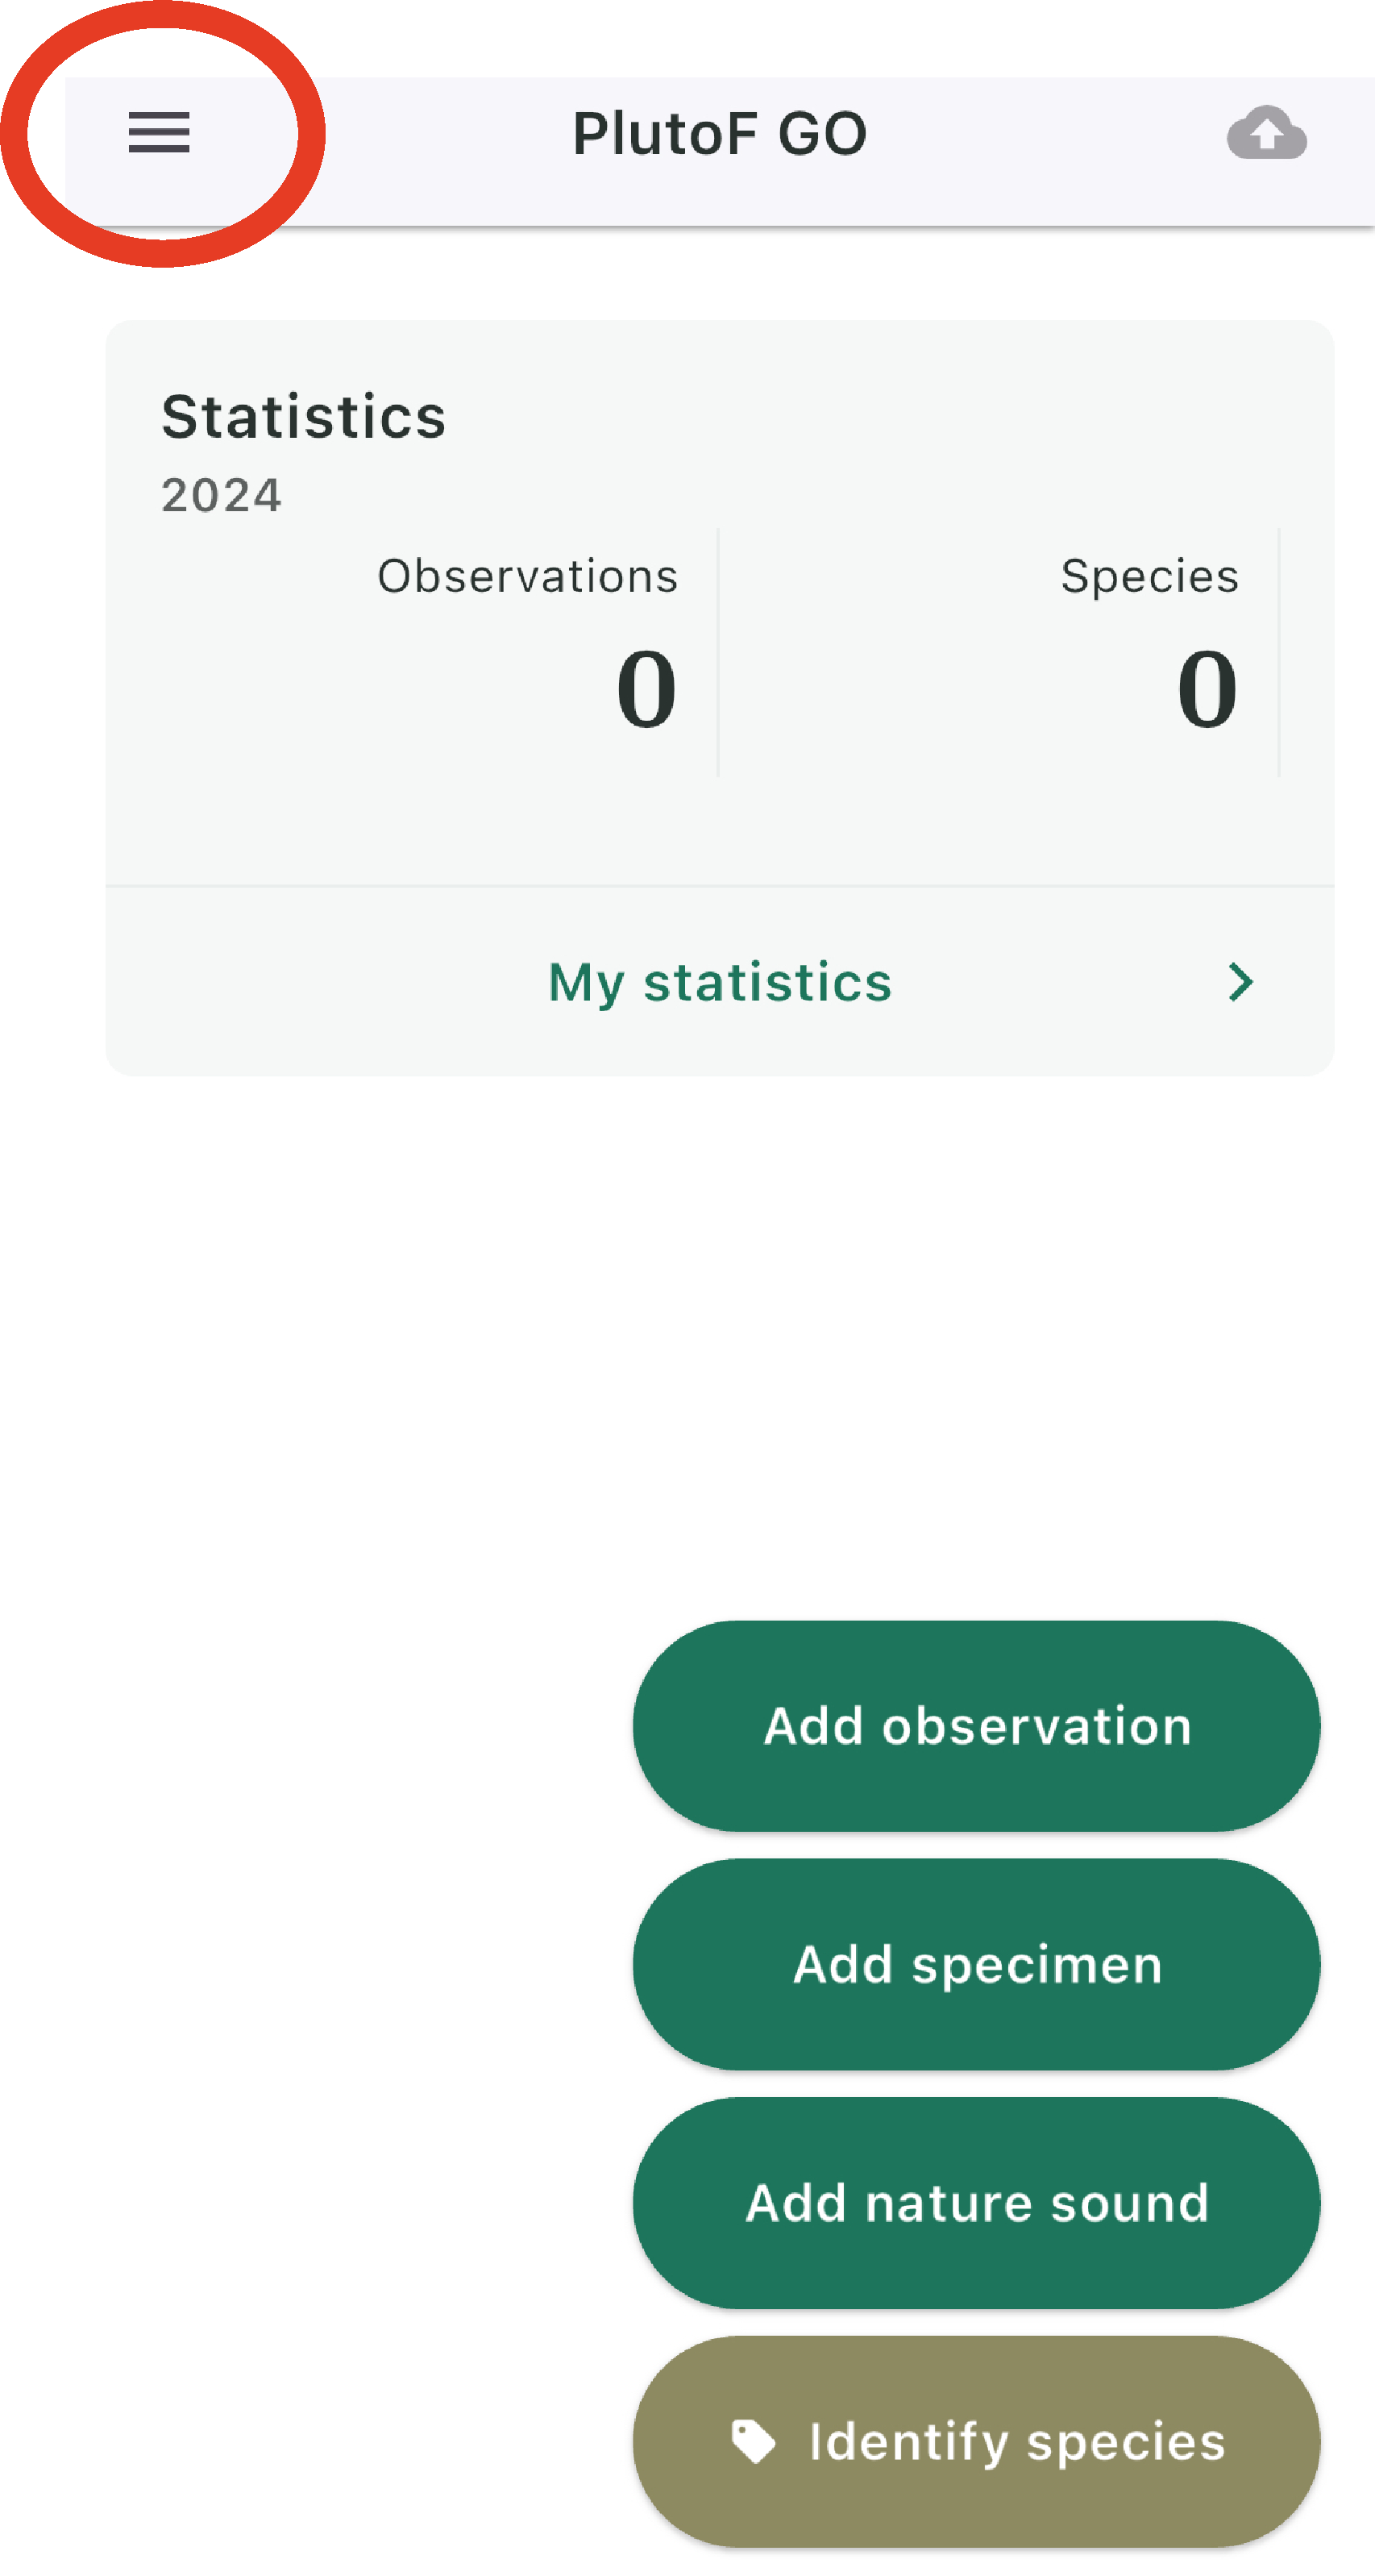 PlutoF GO
Statistics
2024
Observations
Species
0
0
My statistics
Add observation
Add specimen
Add nature sound
Identify species